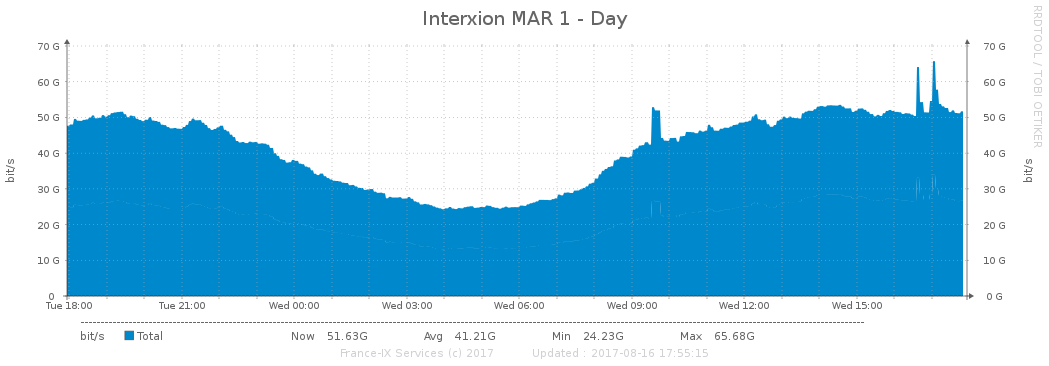 Interxion MAR 1 - Day
RRDTOOL / TOBI OETIKER
70 G 70 G
60 G 60 G
50 G 50 G
40 G 40 G
30 G 30 G
20 G 20 G
10 G 10 G
0 0 G
bit/s bit/s
Tue 18:00 Tue 21:00 Wed 00:00 Wed 03:00 Wed 06:00 Wed 09:00 Wed 12:00 Wed 15:00
bit/s Total Now 51.63G Avg 41.21G Min 24.23G Max 65.68G
France-IX Services (c) 2017 Updated : 2017-08-16 17:55:15